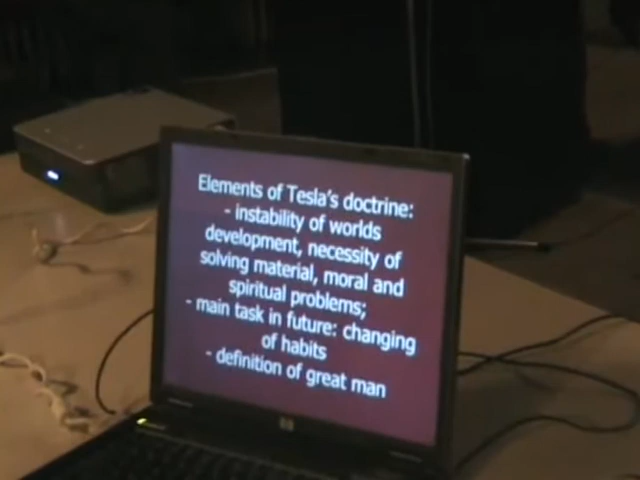 Elements of Tesla's doctrine:
- instability of worlds
development, necessity of
solving material, moral and
spiritual problems;
- main task in future: changing
of habits
- definition of great man
hp